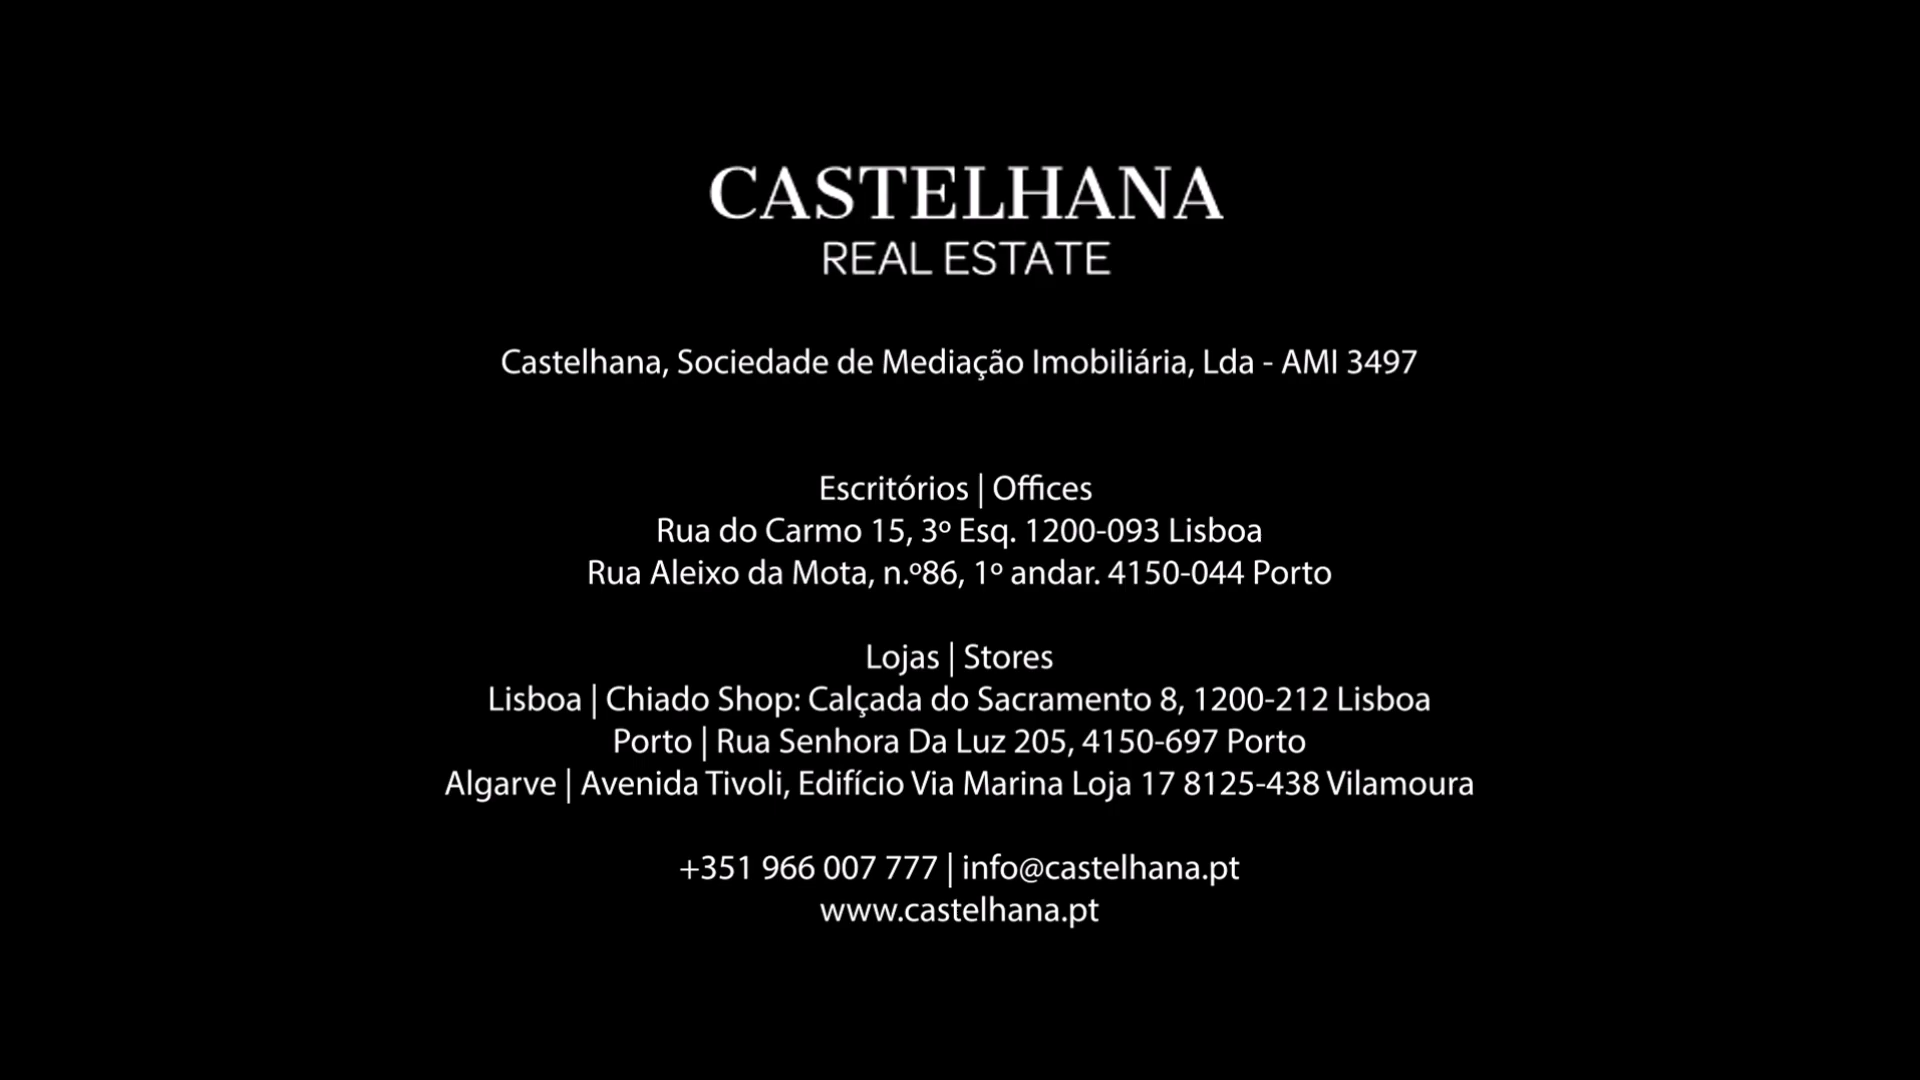 CASTELHANA
REAL ESTATE
Castelhana, Sociedade de Mediação Imobiliária, Lda - AMI 3497
Escritórios | Offices
Rua do Carmo 15, 3º Esq. 1200-093 Lisboa
Rua Aleixo da Mota, n.º86, 1º andar. 4150-044 Porto
Lojas | Stores
Lisboa | Chiado Shop: Calçada do Sacramento 8, 1200-212 Lisboa
Porto | Rua Senhora Da Luz 205, 4150-697 Porto
Algarve | Avenida Tivoli, Edifício Via Marina Loja 17 8125-438 Vilamoura
+351 966 007 777 | info@castelhana.pt
www.castelhana.pt